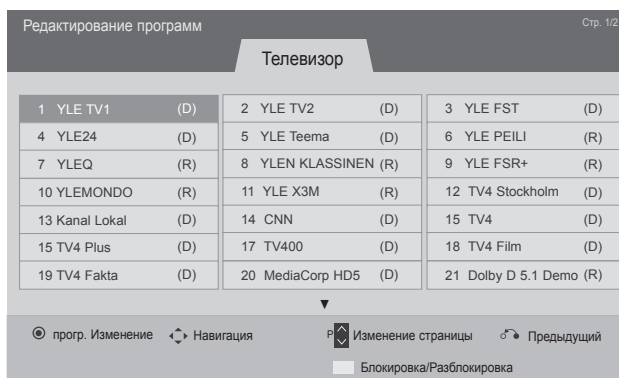 Редактирование программ Стр. 1/2
Телевизор
1 YLE TV1 (D) 2 YLE TV2 (D) 3 YLE FST (D)
4 YLE24 (D) 5 YLE Teema (D) 6 YLE PEILI (R)
7 YLEQ (R) 8 YLEN KLASSINEN (R) 9 YLE FSR+ (R)
10 YLEMONDO (R) 11 YLE X3M (R) 12 TV4 Stockholm (D)
13 Kanal Lokal (D) 14 CNN (D) 15 TV4 (D)
15 TV4 Plus (D) 17 TV400 (D) 18 TV4 Film (D)
19 TV4 Fakta (D) 20 MediaCorp HD5 (D) 21 Dolby D 5.1 Demo (R)
прогр. Изменение Навигация P Изменение страницы Предыдущий
Блокировка/Разблокировка